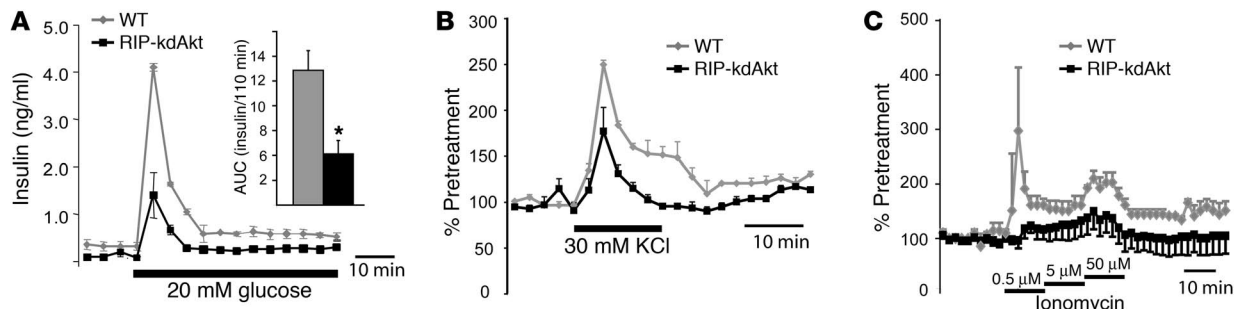 A
WT
RIP-kdAkt
Insulin (ng/ml)
5.0
4.0
3.0
2.0
1.0
AUC (insulin/110 min)
14
12
10
8
6
4
2
*
10 min
20 mM glucose
B
WT
RIP-kdAkt
% Pretreatment
300
250
200
150
100
50
0
30 mM KCl
10 min
C
WT
RIP-kdAkt
% Pretreatment
500
400
300
200
100
0
0.5 μM
5 μM
50 μM
Ionomycin
10 min